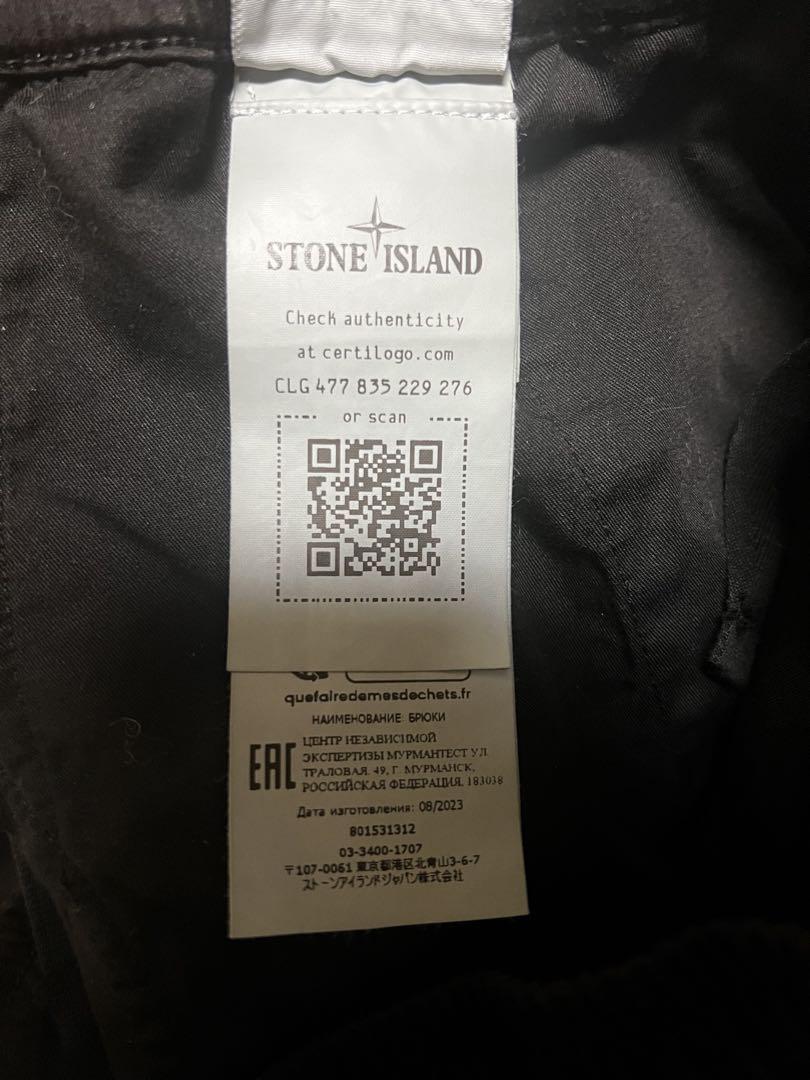 STONE ISLAND
Check authenticity
at certilogo.com
CLG 477 835 229 276
or scan
quefairedemesdechets.fr
НАИМЕНОВАНИЕ: БРЮКИ
EAC
ЦЕНТР НЕЗАВИСИМОЙ
ЭКСПЕРТИЗЫ МУРМАНТЕСТ УЛ.
ТРАЛОВАЯ. 49, Г. МУРМАНСК,
РОССИЙСКАЯ ФЕДЕРАЦИЯ. 183038
Дата изготовления: 08/2023
801531312
03-3400-1707
〒107-0061 東京都港区北青山3-6-7
ストーンアイランドジャパン株式会社